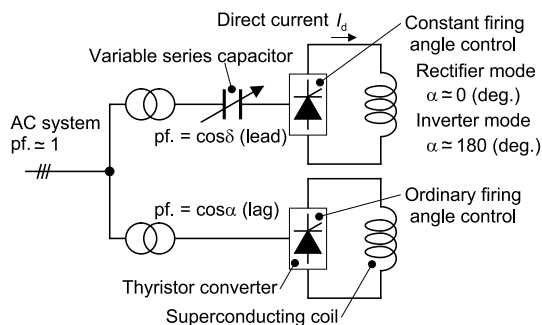 Direct current Id
Variable series capacitor
Constant firing
angle control
Rectifier mode
α ≃ 0 (deg.)
Inverter mode
α ≃ 180 (deg.)
AC system
pf. ≃ 1
pf. = cosδ (lead)
pf. = cosα (lag)
Ordinary firing
angle control
Thyristor converter
Superconducting coil